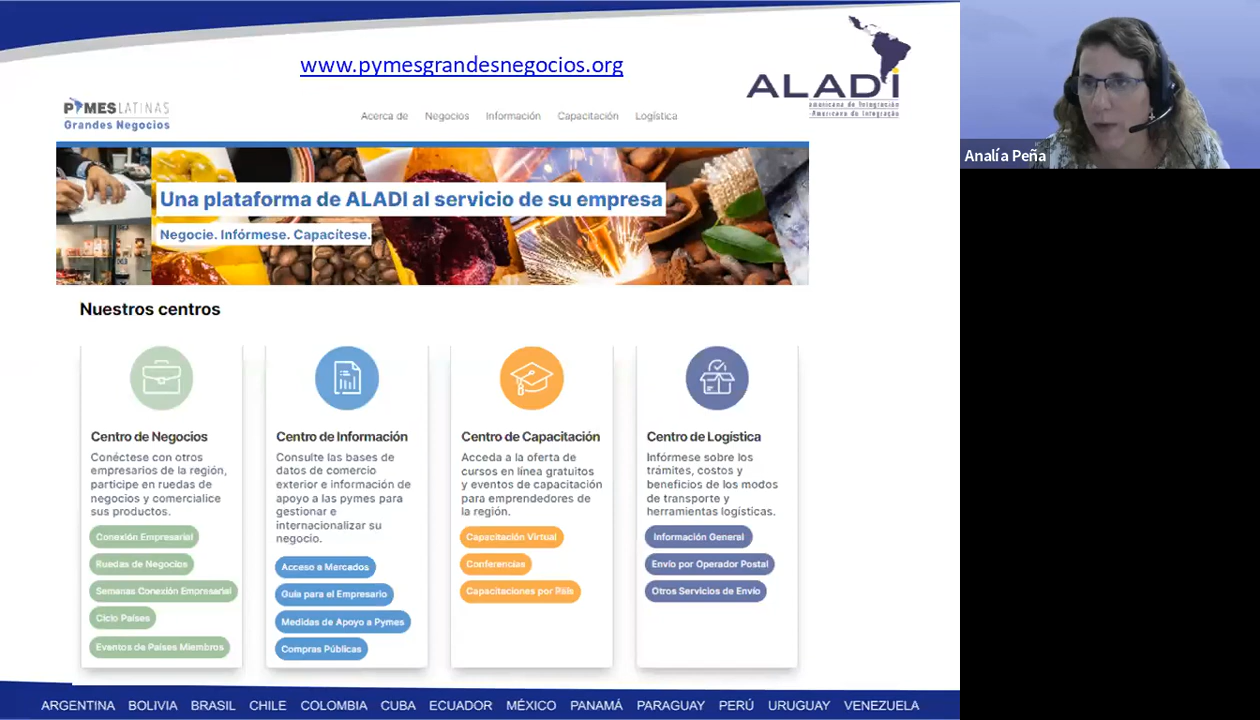 www.pymesgrandesnegocios.org
ALADI
americana de Integración
-Americana de Integração
PYMESLATINAS
Grandes Negocios
Acerca de Negocios Información Capacitación Logística
Analía Peña
Una plataforma de ALADI al servicio de su empresa
Negocie. Infórmese. Capacítese.
Nuestros centros
Centro de Negocios
Conéctese con otros
empresarios de la región,
participe en ruedas de
negocios y comercialice
sus productos.
Conexión Empresarial
Ruedas de Negocios
Semanas Conexión Empresarial
Ciclo Países
Eventos de Países Miembros
Centro de Información
Consulte las bases de
datos de comercio
exterior e información de
apoyo a las pymes para
gestionar e
internacionalizar su
negocio.
Acceso a Mercados
Guía para el Empresario
Medidas de Apoyo a Pymes
Compras Públicas
Centro de Capacitación
Acceda a la oferta de
cursos en línea gratuitos
y eventos de capacitación
para emprendedores de
la región.
Capacitación Virtual
Conferencias
Capacitaciones por País
Centro de Logística
Infórmese sobre los
trámites, costos y
beneficios de los modos
de transporte y
herramientas logísticas.
Información General
Envío por Operador Postal
Otros Servicios de Envío
ARGENTINA BOLIVIA BRASIL CHILE COLOMBIA CUBA ECUADOR MÉXICO PANAMÁ PARAGUAY PERÚ URUGUAY VENEZUELA